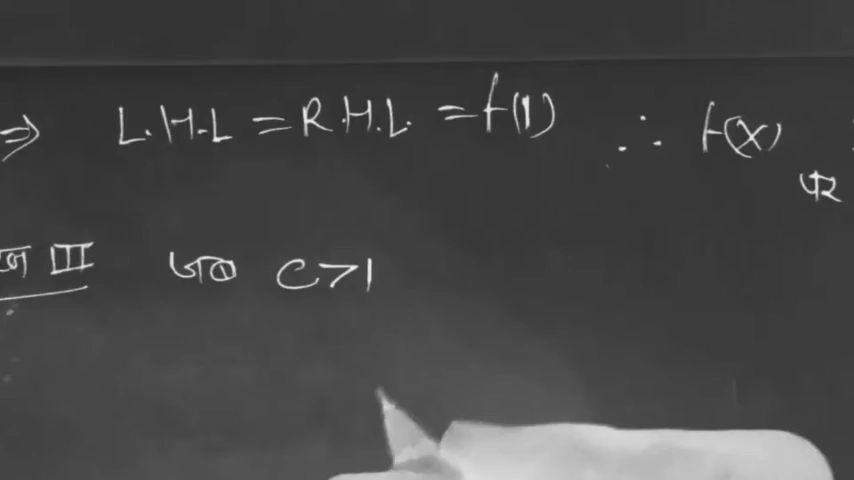 ⇒ L.H.L = R.H.L. = f(1) ∴ f(x)
पर
III जब C>1